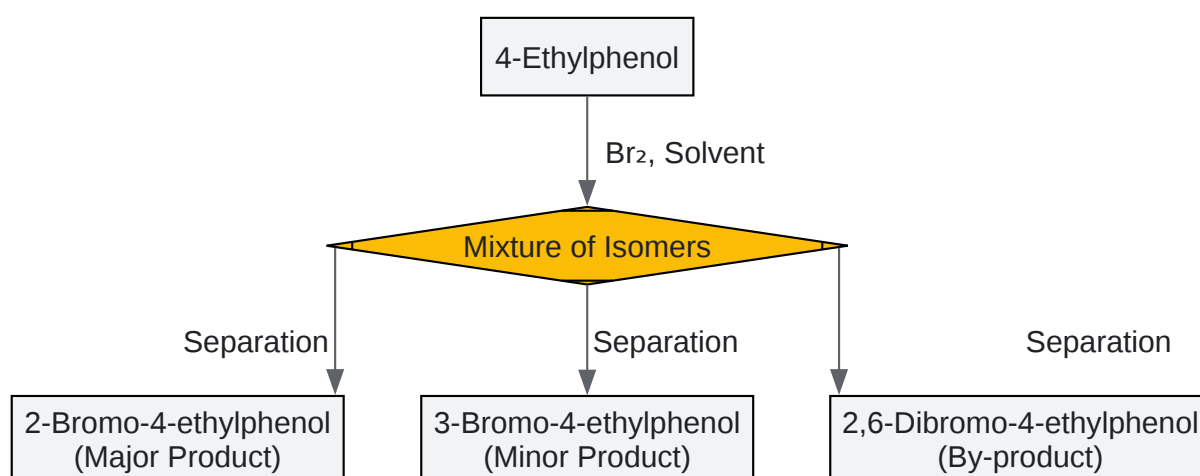 4-Ethylphenol
Br₂, Solvent
Mixture of Isomers
Separation
Separation
Separation
2-Bromo-4-ethylphenol
(Major Product)
3-Bromo-4-ethylphenol
(Minor Product)
2,6-Dibromo-4-ethylphenol
(By-product)